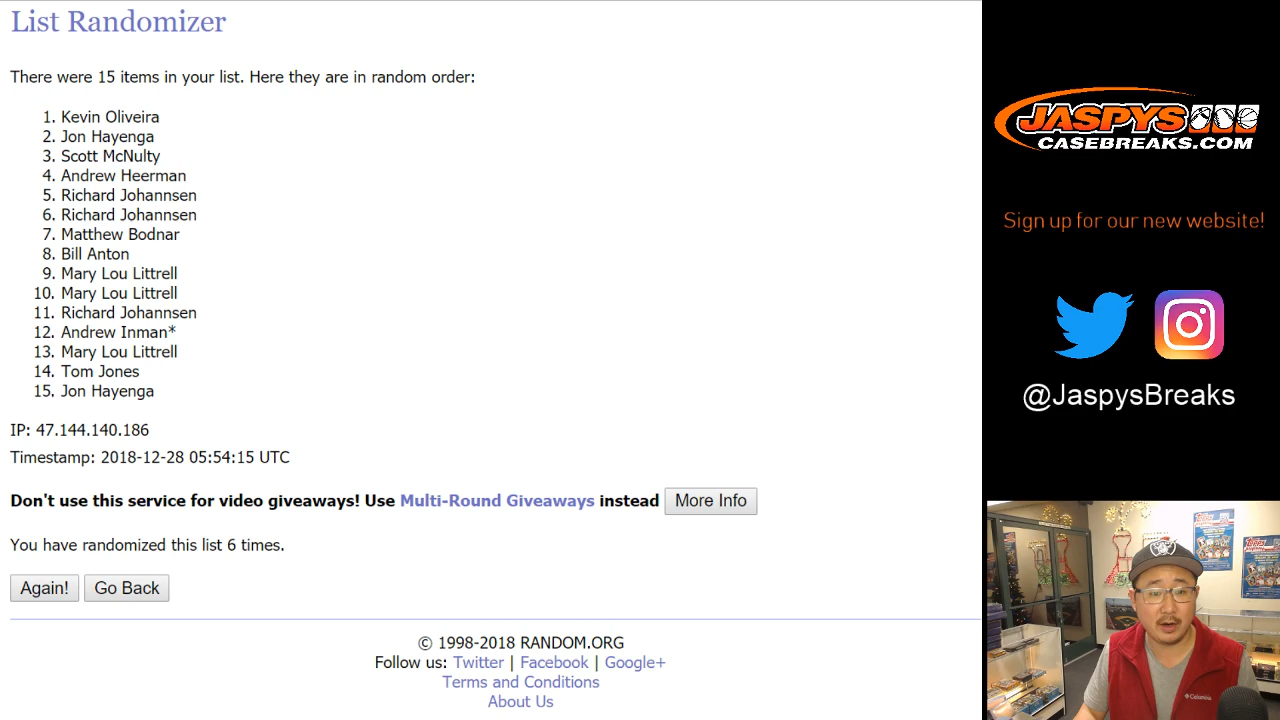 List Randomizer
There were 15 items in your list. Here they are in random order:
1. Kevin Oliveira
2. Jon Hayenga
3. Scott McNulty
4. Andrew Heerman
5. Richard Johannsen
6. Richard Johannsen
7. Matthew Bodnar
8. Bill Anton
9. Mary Lou Littrell
10. Mary Lou Littrell
11. Richard Johannsen
12. Andrew Inman*
13. Mary Lou Littrell
14. Tom Jones
15. Jon Hayenga
IP: 47.144.140.186
Timestamp: 2018-12-28 05:54:15 UTC
Don't use this service for video giveaways! Use Multi-Round Giveaways instead More Info
You have randomized this list 6 times.
Again! Go Back
© 1998-2018 RANDOM.ORG
Follow us: Twitter | Facebook | Google+
Terms and Conditions
About Us
JASPYS
CASEBREAKS.COM
Sign up for our new website!
@JaspysBreaks
Topps
Topps
Columbia